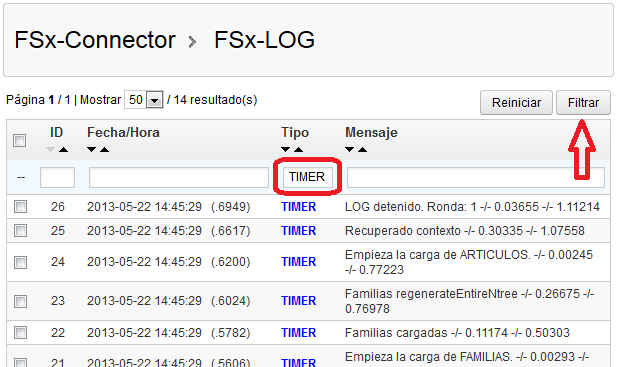 FSx-Connector > FSx-LOG
Página 1 / 1 | Mostrar 50 / 14 resultado(s) Reiniciar Filtrar
ID Fecha/Hora Tipo Mensaje
-- TIMER
26 2013-05-22 14:45:29 (.6949) TIMER LOG detenido. Ronda: 1 -/- 0.03655 -/- 1.11214
25 2013-05-22 14:45:29 (.6617) TIMER Recuperado contexto -/- 0.30335 -/- 1.07558
24 2013-05-22 14:45:29 (.6200) TIMER Empieza la carga de ARTICULOS. -/- 0.00245
-/- 0.77223
23 2013-05-22 14:45:29 (.6024) TIMER Familias regenerateEntireNtree -/- 0.26675 -/-
0.76978
22 2013-05-22 14:45:29 (.5782) TIMER Familias cargadas -/- 0.11174 -/- 0.50303
21 2013-05-22 14:45:29 (.5606) TIMER Empieza la carga de FAMILIAS. -/- 0.00293 -/-